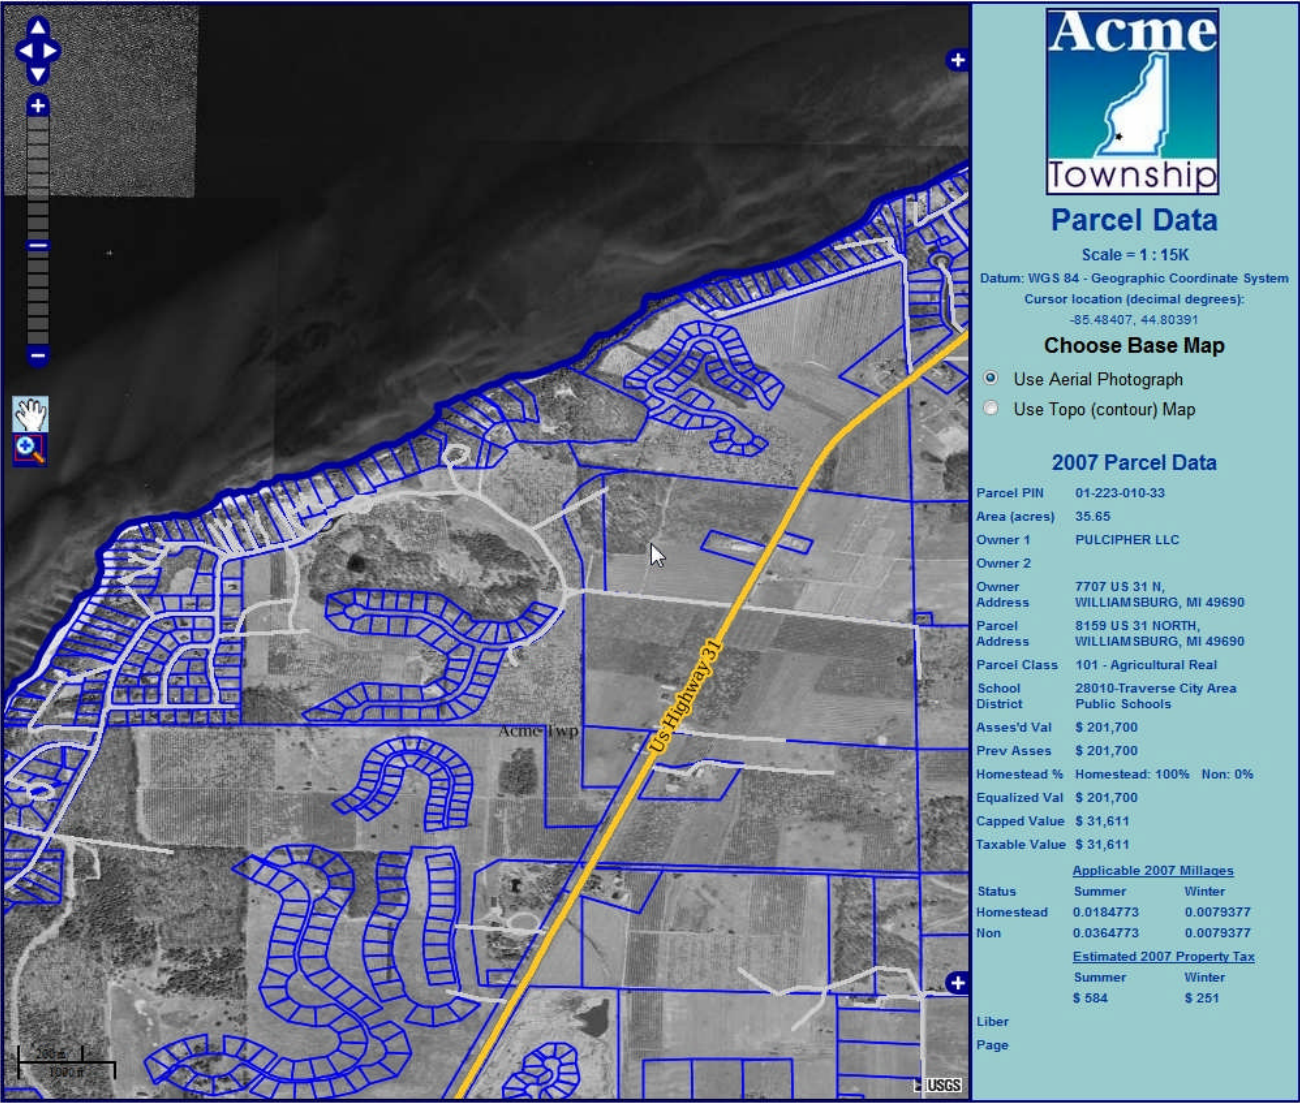 Acme
Township
Parcel Data
Scale = 1 : 15K
Datum: WGS 84 - Geographic Coordinate System
Cursor location (decimal degrees):
-85.48407, 44.80391
Choose Base Map
Use Aerial Photograph
Use Topo (contour) Map
2007 Parcel Data
Parcel PIN 01-223-010-33
Area (acres) 35.65
Owner 1 PULCIPHER LLC
Owner 2
Owner 7707 US 31 N,
Address WILLIAMSBURG, MI 49690
Parcel 8159 US 31 NORTH,
Address WILLIAMSBURG, MI 49690
Parcel Class 101 - Agricultural Real
School 28010-Traverse City Area
District Public Schools
Asses'd Val $ 201,700
Prev Asses $ 201,700
Homestead % Homestead: 100% Non: 0%
Equalized Val $ 201,700
Capped Value $ 31,611
Taxable Value $ 31,611
Applicable 2007 Millages
Status Summer Winter
Homestead 0.0184773 0.0079377
Non 0.0364773 0.0079377
Estimated 2007 Property Tax
Summer Winter
$ 584 $ 251
Liber
Page
Us Highway 31
Acme Twp
200 m
1000 ft
USGS